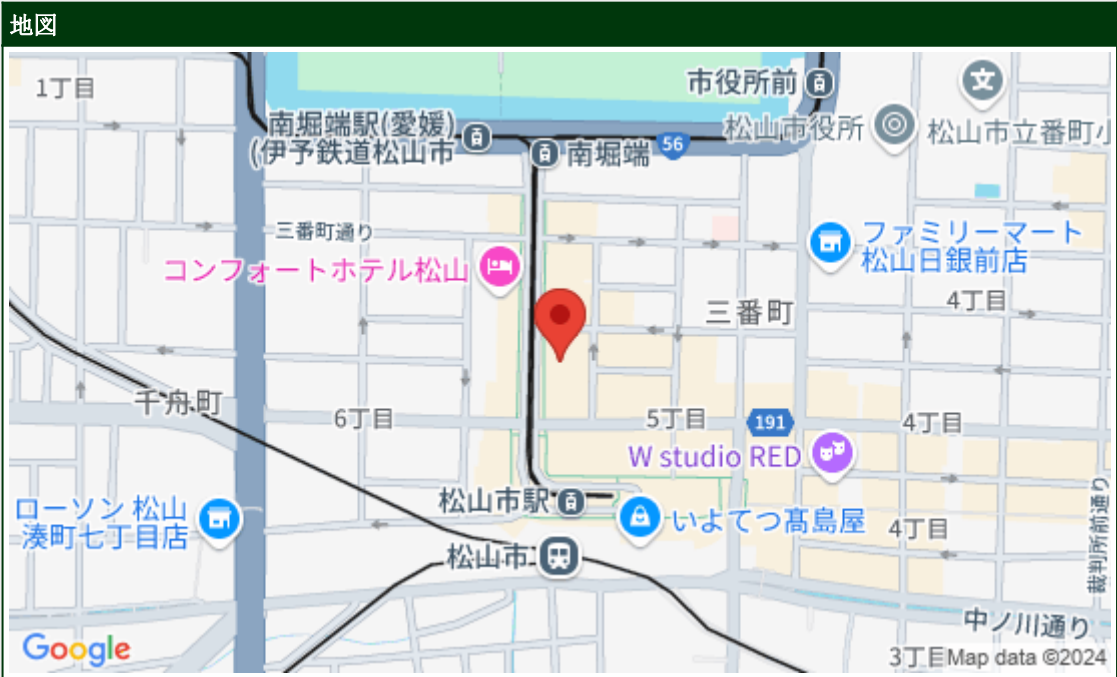 地図
1丁目
市役所前
南堀端駅(愛媛)
(伊予鉄道松山市
南堀端
56
松山市役所
松山市立番町小
三番町通り
コンフォートホテル松山
ファミリーマート
松山日銀前店
三番町
4丁目
千舟町
6丁目
5丁目
191
4丁目
W studio RED
松山市駅
ローソン 松山
湊町七丁目店
いよてつ髙島屋
4丁目
裁判所前通り
松山市
中ノ川通り
Google
3丁目
Map data ©2024